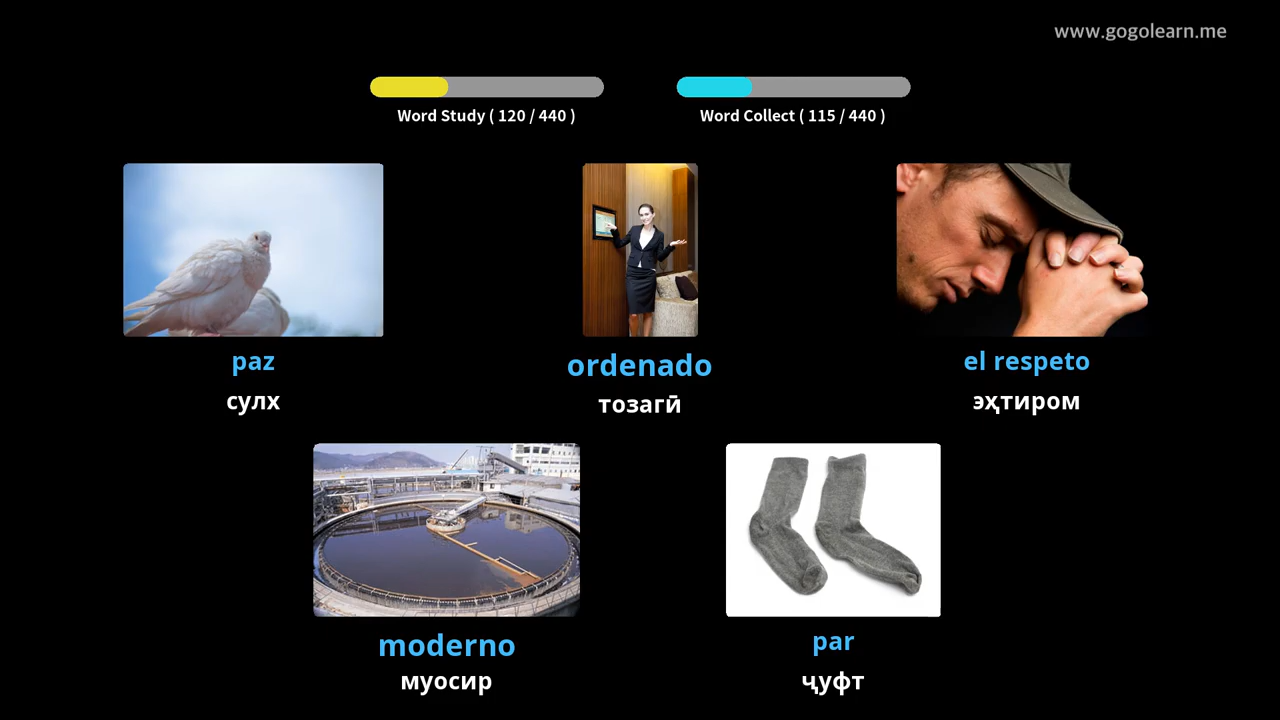 www.gogolearn.me
Word Study ( 120 / 440 )
Word Collect ( 115 / 440 )
paz
сулх
ordenado
тозагӣ
el respeto
эҳтиром
moderno
муосир
par
ҷуфт